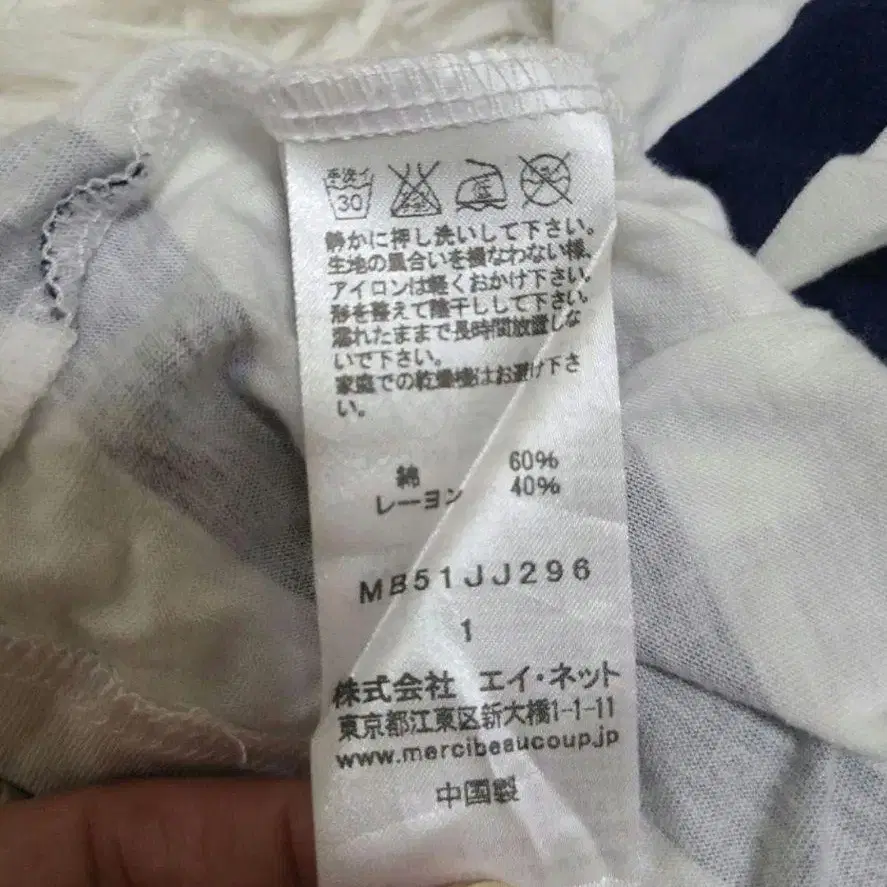 手洗イ
30
静かに押し洗いして下さい。
生地の風合いを損なわない様、
アイロンは軽くおかけ下さい。
形を整えて陰干しして下さい。
濡れたままで長時間放置しな
いで下さい。
家庭での乾燥機はお避け下さ
い。
綿 60%
レーヨン 40%
MB51JJ296
1
株式会社 エイ・ネット
東京都江東区新大橋1-1-11
www.mercibeaucoup.jp
中国製